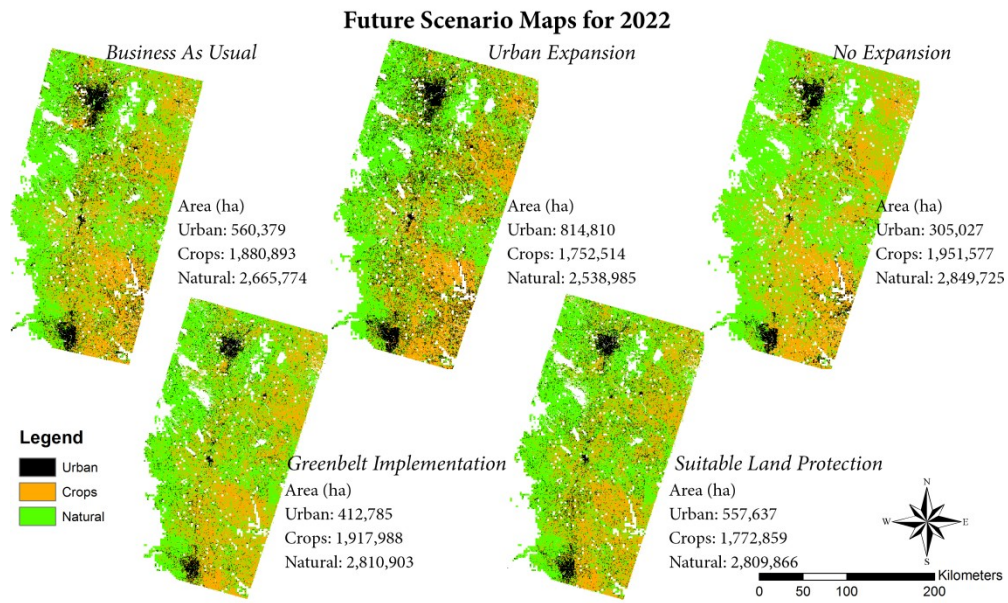 Future Scenario Maps for 2022
Business As Usual
Area (ha)
Urban: 560,379
Crops: 1,880,893
Natural: 2,665,774
Urban Expansion
Area (ha)
Urban: 814,810
Crops: 1,752,514
Natural: 2,538,985
No Expansion
Area (ha)
Urban: 305,027
Crops: 1,951,577
Natural: 2,849,725
Legend
Urban
Crops
Natural
Greenbelt Implementation
Area (ha)
Urban: 412,785
Crops: 1,917,988
Natural: 2,810,903
Suitable Land Protection
Area (ha)
Urban: 557,637
Crops: 1,772,859
Natural: 2,809,866
N
W E
S
Kilometers
0 50 100 200